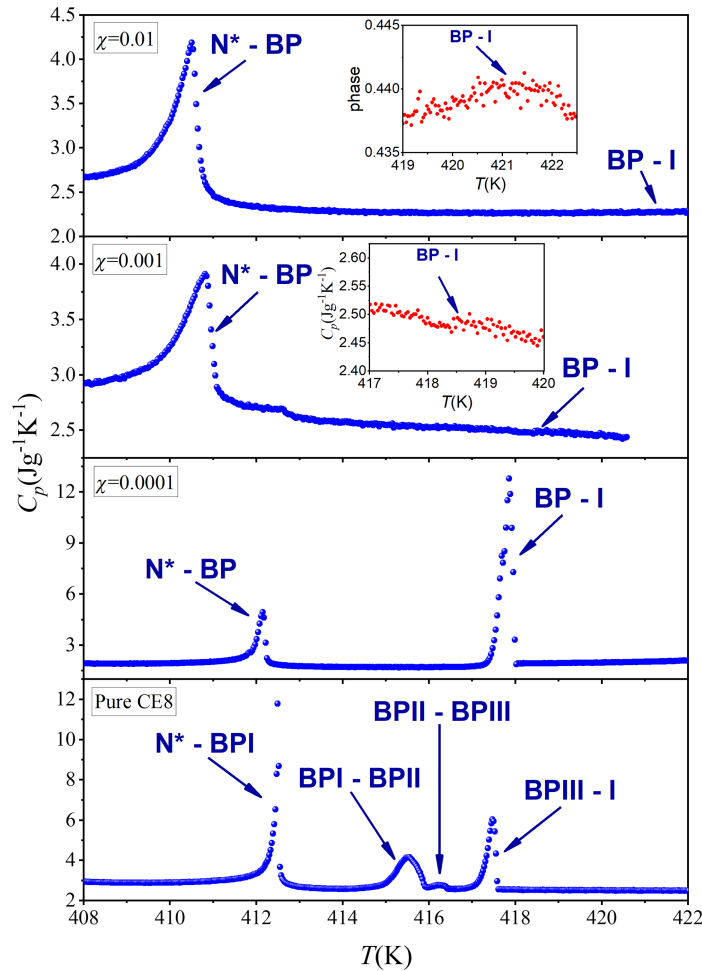 χ=0.01
N* - BP
BP - I
4.5
4.0
3.5
3.0
2.5
2.0
0.445
0.440
0.435
phase
BP - I
419
420
421
422
T(K)
χ=0.001
N* - BP
BP - I
4.0
3.5
3.0
2.5
2.60
2.55
2.50
2.45
2.40
Cp(Jg-1K-1)
BP - I
417
418
419
420
T(K)
Cp(Jg-1K-1)
χ=0.0001
N* - BP
BP - I
12
9
6
3
Pure CE8
N* - BPI
BPI - BPII
BPII - BPIII
BPIII - I
12
10
8
6
4
2
408
410
412
414
416
418
420
422
T(K)